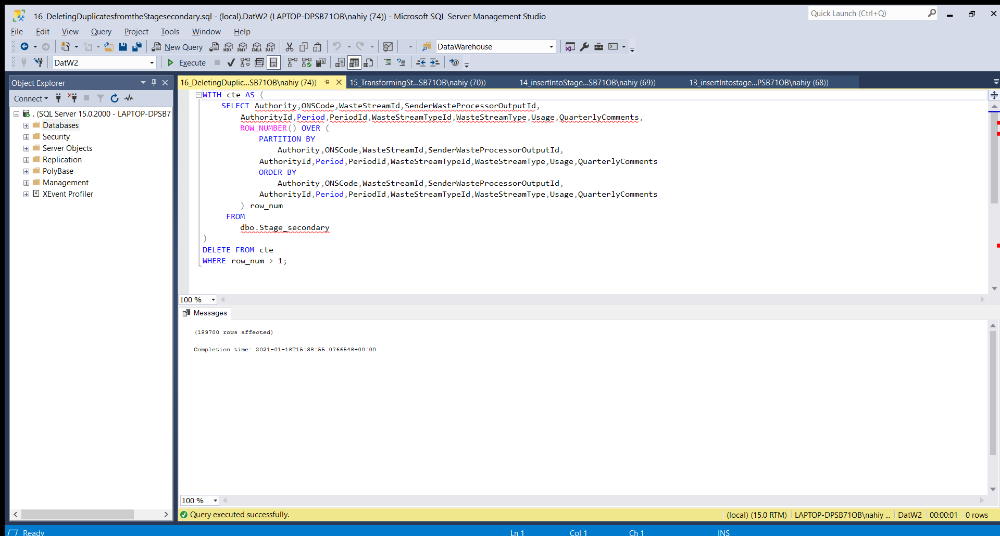 16_DeletingDuplicatesfromtheStagesecondary.sql - (local).DatW2 (LAPTOP-DPSB71OB\nahiy (74)) - Microsoft SQL Server Management Studio
Quick Launch (Ctrl+Q)
File Edit View Query Project Tools Window Help
New Query MDX DMX XMLA DAX DataWarehouse
DatW2 Execute
Object Explorer
16_DeletingDuplic...SB71OB\nahiy (74)) 15_TransformingSt...SB71OB\nahiy (70)) 14_insertIntoStage...SB71OB\nahiy (69)) 13_insertIntostage...PSB71OB\nahiy (68))
Connect
. (SQL Server 15.0.2000 - LAPTOP-DPSB7
Databases
Security
Server Objects
Replication
PolyBase
Management
XEvent Profiler
WITH cte AS (
SELECT Authority,ONSCode,WasteStreamId,SenderWasteProcessorOutputId,
AuthorityId,Period,PeriodId,WasteStreamTypeId,WasteStreamType,Usage,QuarterlyComments,
ROW_NUMBER() OVER (
PARTITION BY
Authority,ONSCode,WasteStreamId,SenderWasteProcessorOutputId,
AuthorityId,Period,PeriodId,WasteStreamTypeId,WasteStreamType,Usage,QuarterlyComments
ORDER BY
Authority,ONSCode,WasteStreamId,SenderWasteProcessorOutputId,
AuthorityId,Period,PeriodId,WasteStreamTypeId,WasteStreamType,Usage,QuarterlyComments
) row_num
FROM
dbo.Stage_secondary
)
DELETE FROM cte
WHERE row_num > 1;
100 %
Messages
(189700 rows affected)
Completion time: 2021-01-18T15:38:55.0766548+00:00
100 %
Query executed successfully. (local) (15.0 RTM) LAPTOP-DPSB71OB\nahiy ... DatW2 00:00:01 0 rows
Ready Ln 1 Col 1 Ch 1 INS